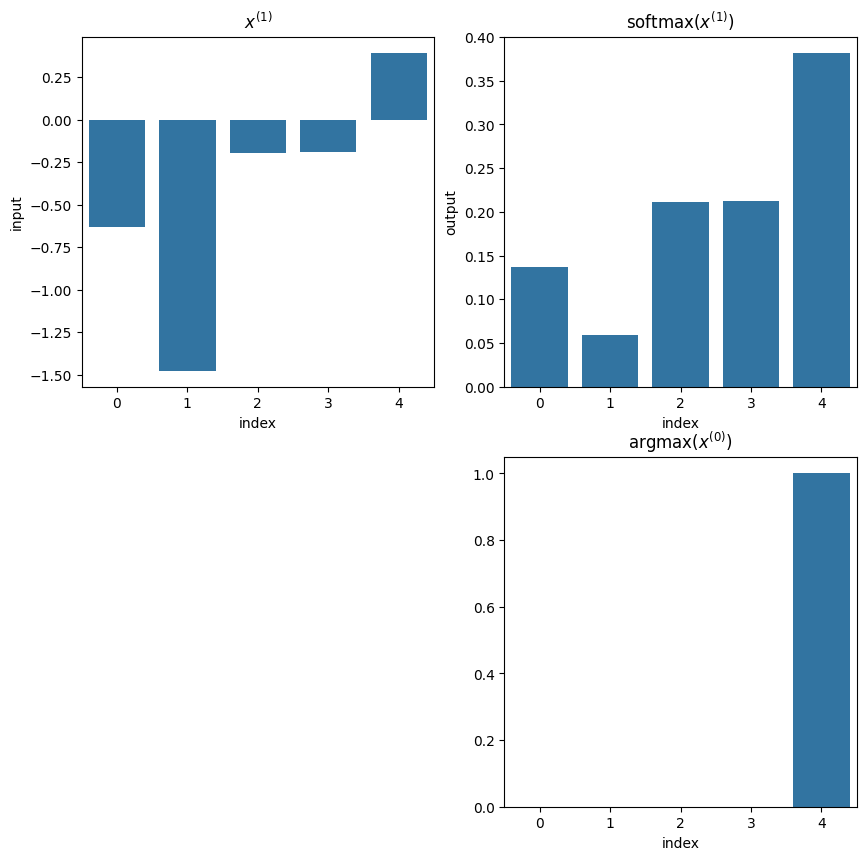 x^(1)
0.25
0.00
−0.25
−0.50
−0.75
−1.00
−1.25
−1.50
input
0 1 2 3 4
index
softmax(x^(1))
0.40
0.35
0.30
0.25
0.20
0.15
0.10
0.05
0.00
output
0 1 2 3 4
index
argmax(x^(0))
1.0
0.8
0.6
0.4
0.2
0.0
0 1 2 3 4
index